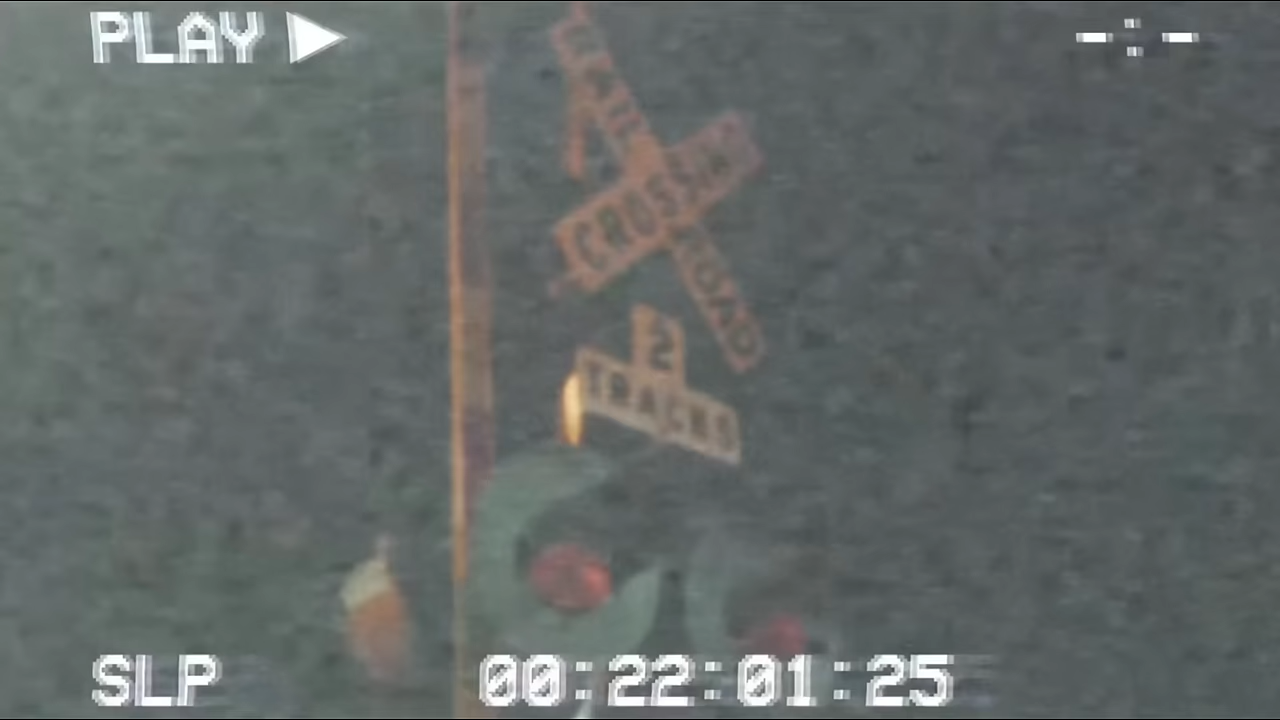 PLAY
-:-
RAIL
CROSSING
ROAD
2
TRACKS
SLP
00:22:01:25